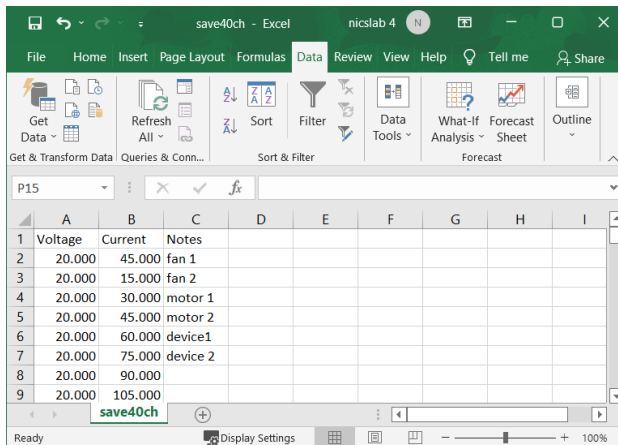 save40ch - Excel nicslab 4 N
File Home Insert Page Layout Formulas Data Review View Help Tell me Share
Get Data Refresh All Sort Filter Data Tools What-If Analysis Forecast Sheet Outline
Get & Transform Data Queries & Conn... Sort & Filter Forecast
P15 fx
A B C D E F G H I
1 Voltage Current Notes
2 20.000 45.000 fan 1
3 20.000 15.000 fan 2
4 20.000 30.000 motor 1
5 20.000 45.000 motor 2
6 20.000 60.000 device1
7 20.000 75.000 device 2
8 20.000 90.000
9 20.000 105.000
save40ch
Ready Display Settings 100%